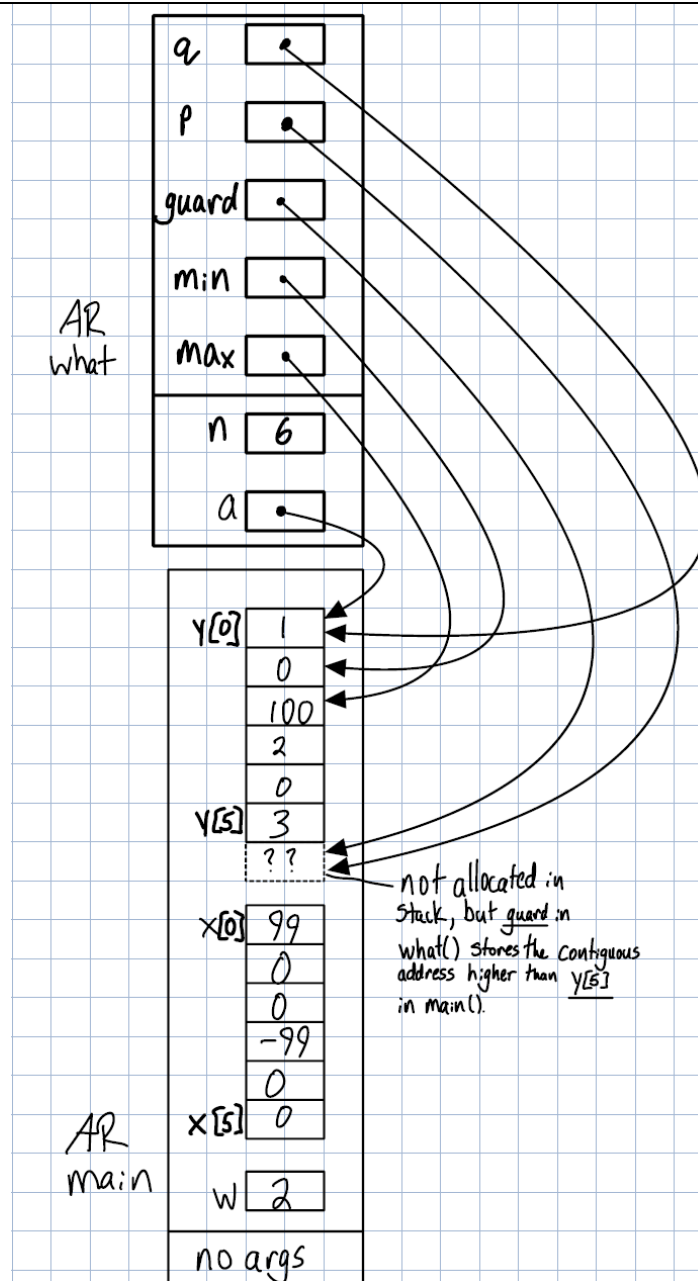 q
p
guard
min
AR
what
max
n 6
a
y[0] 1
0
100
2
0
y[5] 3
? ?
not allocated in
stack, but guard in
what() stores the contiguous
address higher than y[5]
in main().
x[0] 99
0
0
-99
0
x[5] 0
AR
main
w 2
no args